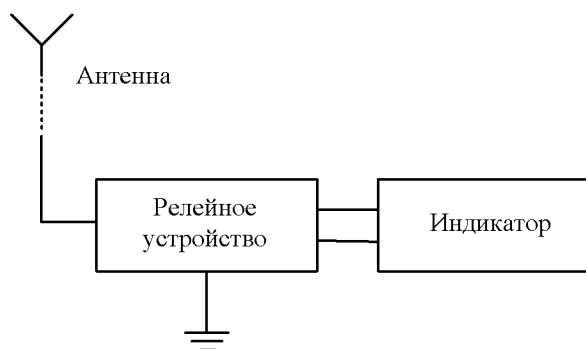 Антенна
Релейное
устройство
Индикатор